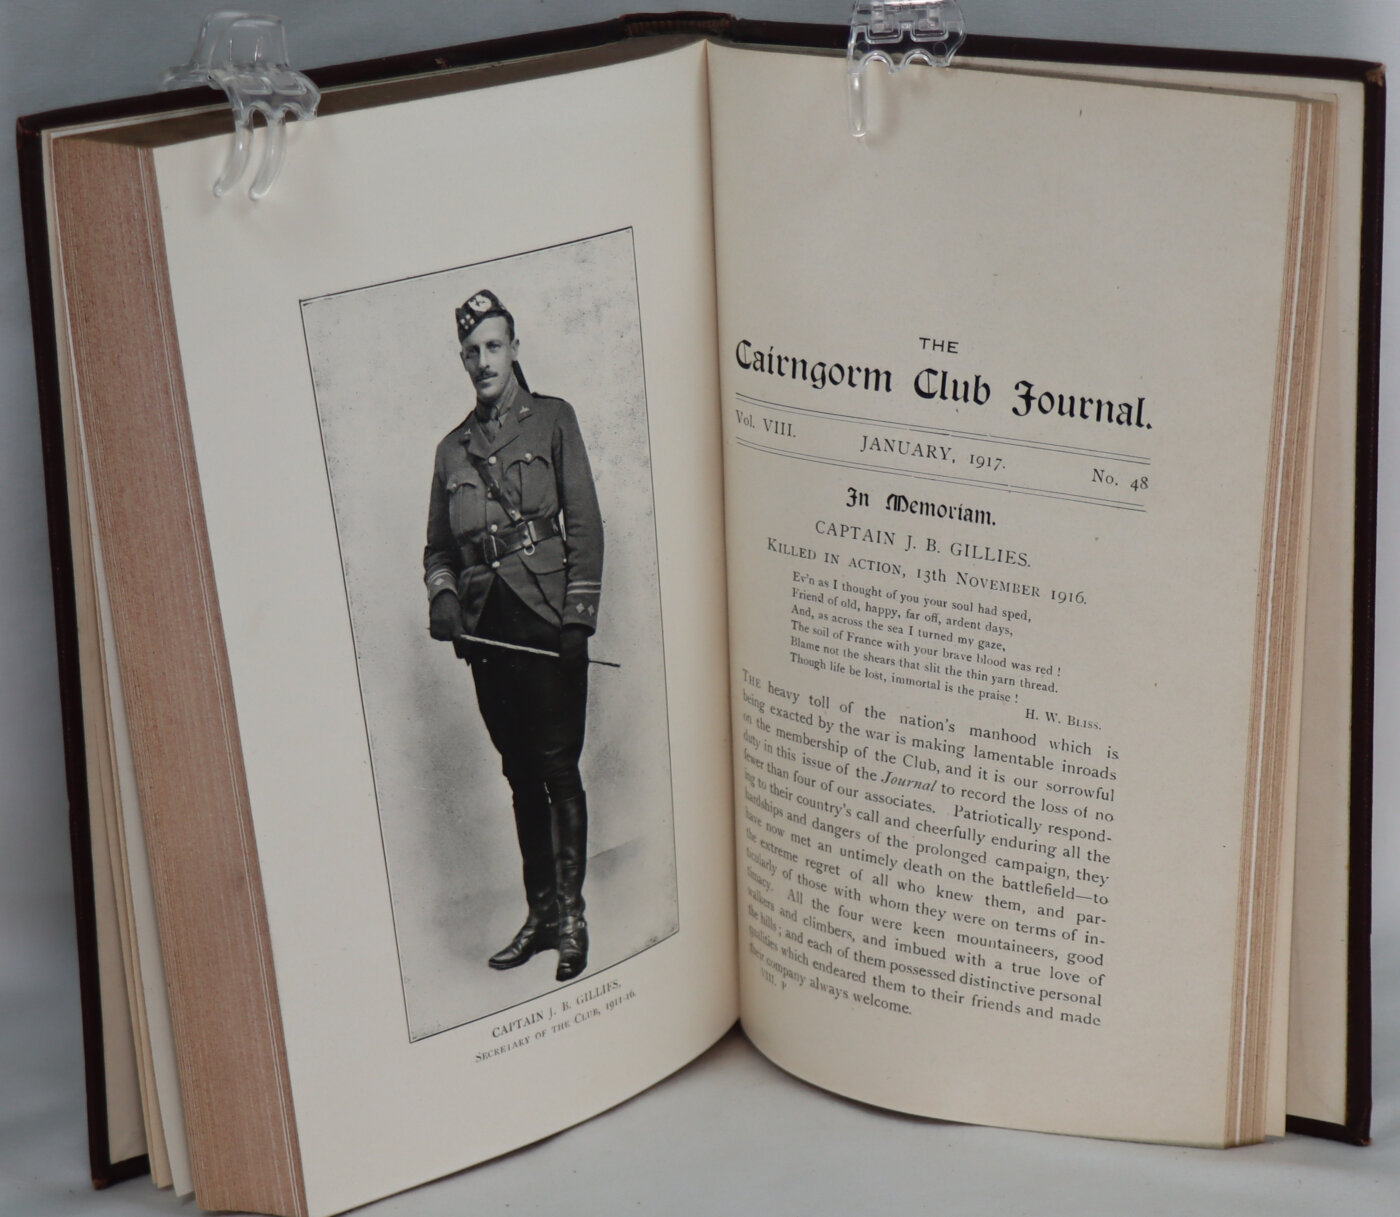 CAPTAIN J. B. GILLIES,
SECRETARY OF THE CLUB, 1911-16.
THE
Cairngorm Club Journal.
Vol. VIII. JANUARY, 1917. No. 48
In Memoriam.
CAPTAIN J. B. GILLIES.
KILLED IN ACTION, 13th NOVEMBER 1916.
Ev'n as I thought of you your soul had sped,
Friend of old, happy, far off, ardent days,
And, as across the sea I turned my gaze,
The soil of France with your brave blood was red !
Blame not the shears that slit the thin yarn thread.
Though life be lost, immortal is the praise !
H. W. BLISS.
THE heavy toll of the nation's manhood which is
being exacted by the war is making lamentable inroads
on the membership of the Club, and it is our sorrowful
duty in this issue of the Journal to record the loss of no
fewer than four of our associates. Patriotically respond-
ing to their country's call and cheerfully enduring all the
hardships and dangers of the prolonged campaign, they
have now met an untimely death on the battlefield—to
the extreme regret of all who knew them, and par-
ticularly of those with whom they were on terms of in-
timacy. All the four were keen mountaineers, good
walkers and climbers, and imbued with a true love of
the hills ; and each of them possessed distinctive personal
qualities which endeared them to their friends and made
their company always welcome.
VIII. P